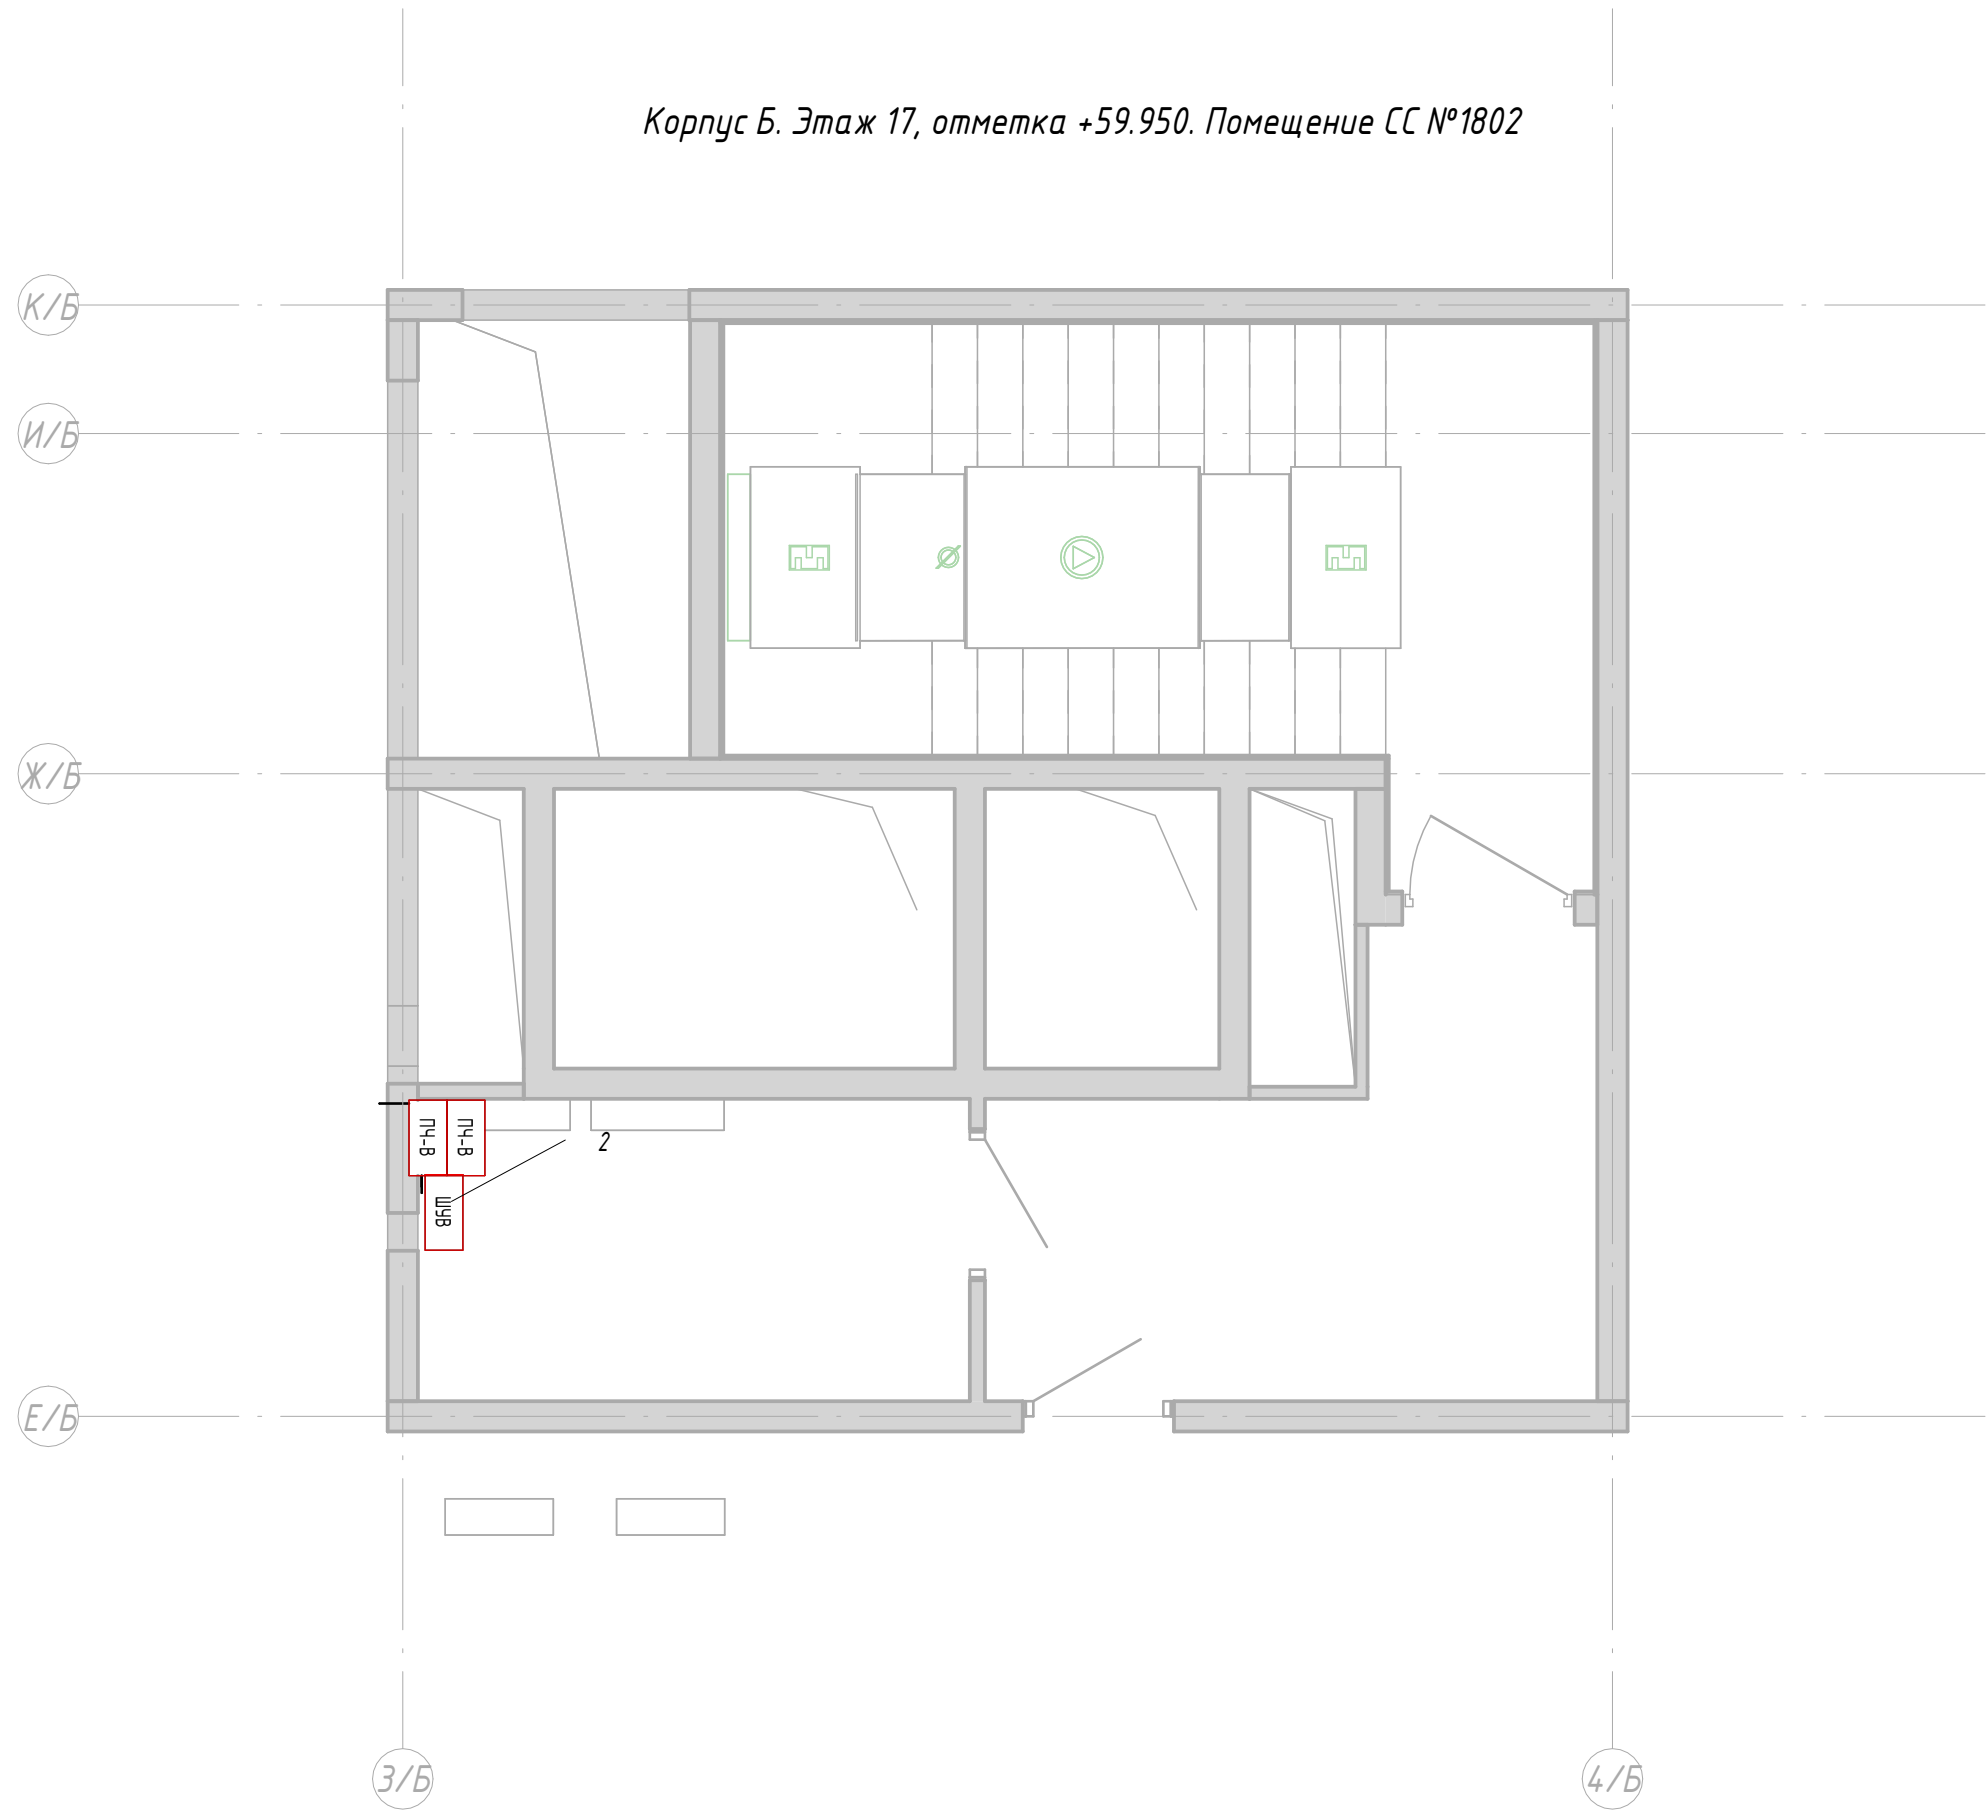 Корпус Б. Этаж 17, отметка +59.950. Помещение СС №1802
К/Б
И/Б
Ж/Б
ПЧ-В
ПЧ-В
2
ШУВ
Е/Б
3/Б
4/Б